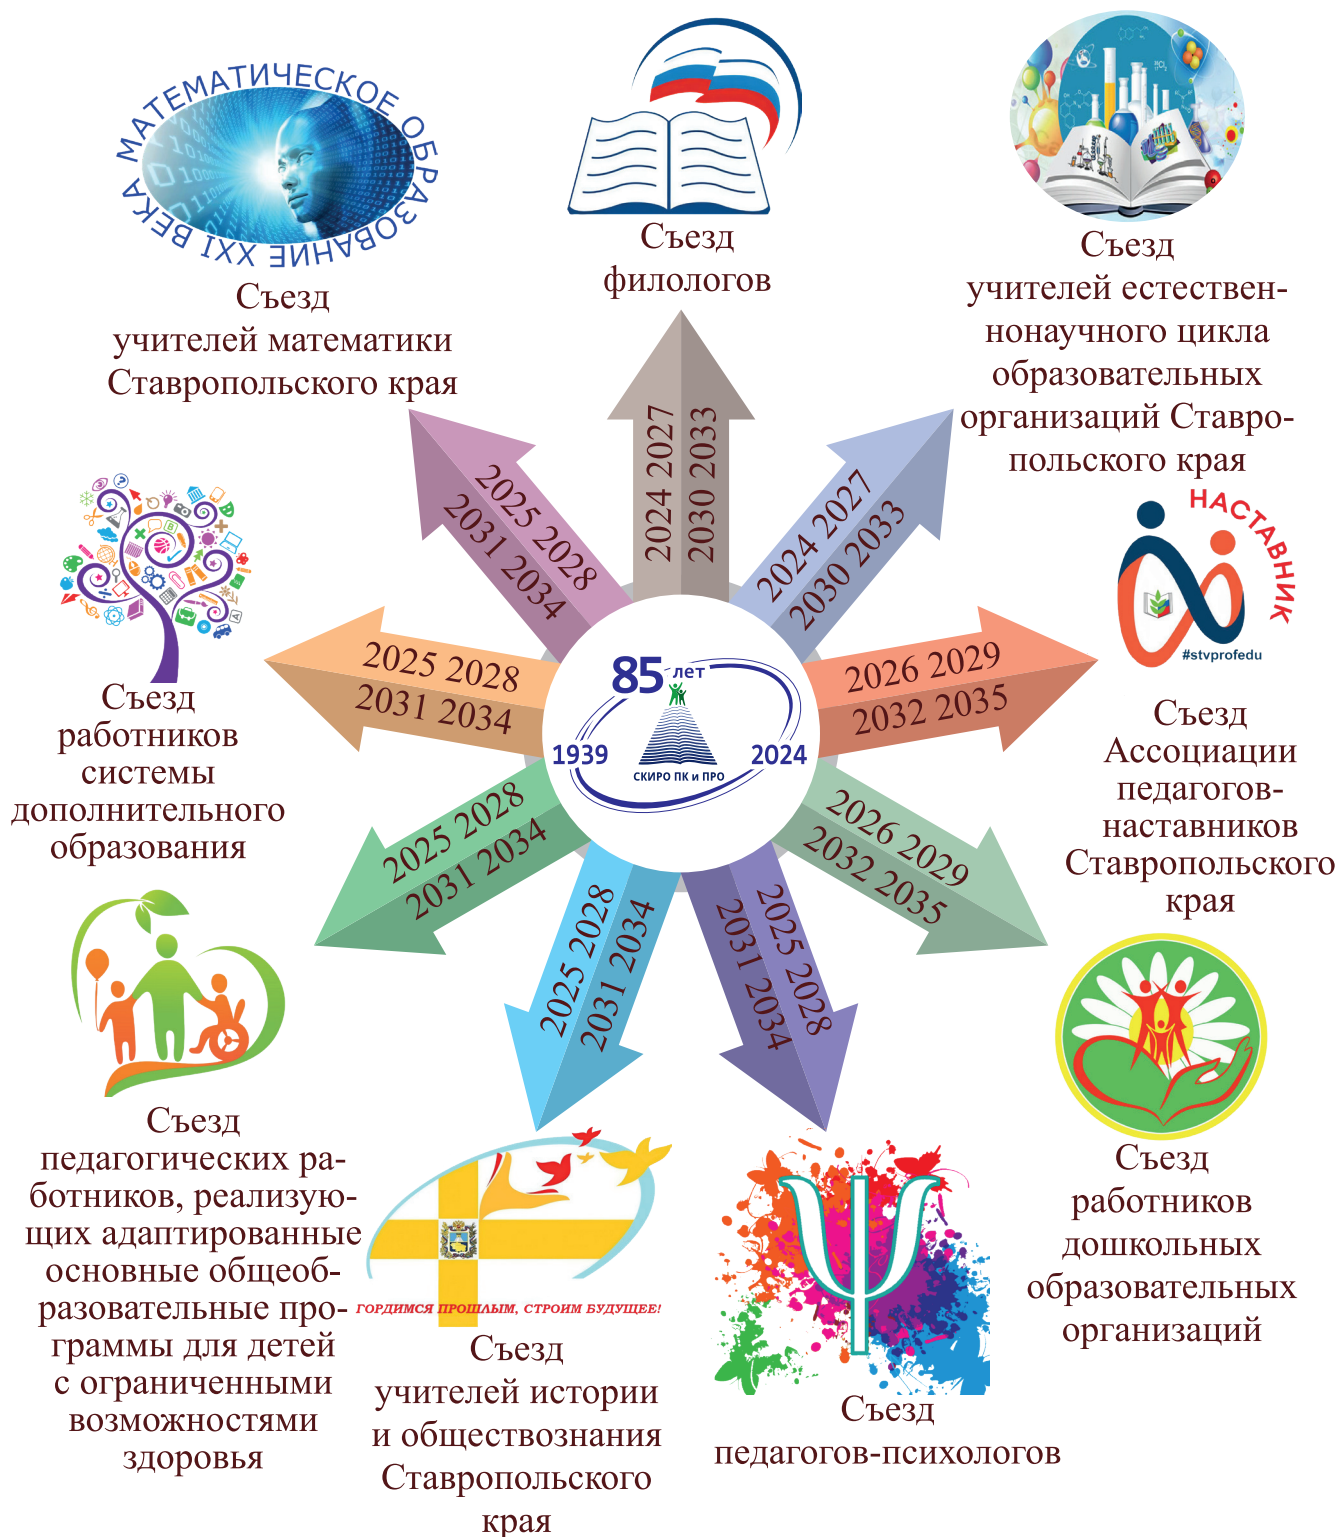 МАТЕМАТИЧЕСКОЕ ОБРАЗОВАНИЕ XXI ВЕКА
Съезд
учителей математики
Ставропольского края
2025 2028
2031 2034
Съезд
филологов
2024 2027
2030 2033
Съезд
учителей естествен-
нонаучного цикла
образовательных
организаций Ставро-
польского края
2024 2027
2030 2033
НАСТАВНИК
#stvprofedu
Съезд
Ассоциации
педагогов-
наставников
Ставропольского
края
2026 2029
2032 2035
Съезд
работников
дошкольных
образовательных
организаций
2026 2029
2032 2035
Съезд
педагогов-психологов
2025 2028
2031 2034
ГОРДИМСЯ ПРОШЛЫМ, СТРОИМ БУДУЩЕЕ!
Съезд
учителей истории
и обществознания
Ставропольского
края
2025 2028
2031 2034
Съезд
педагогических ра-
ботников, реализую-
щих адаптированные
основные общеоб-
разовательные про-
граммы для детей
с ограниченными
возможностями
здоровья
2025 2028
2031 2034
Съезд
работников
системы
дополнительного
образования
2025 2028
2031 2034
85 лет
1939 2024
СКИРО ПК и ПРО